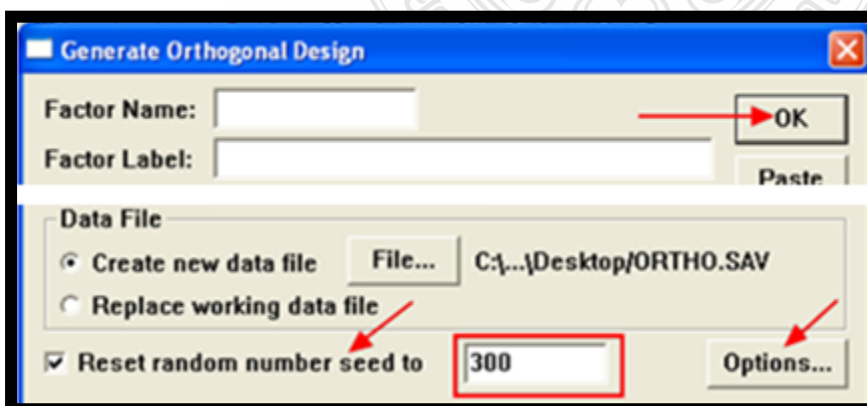 Generate Orthogonal Design
Factor Name:
OK
Factor Label:
Paste
Data File
Create new data file File... C:\...\Desktop/ORTHO.SAV
Replace working data file
Reset random number seed to 300 Options...